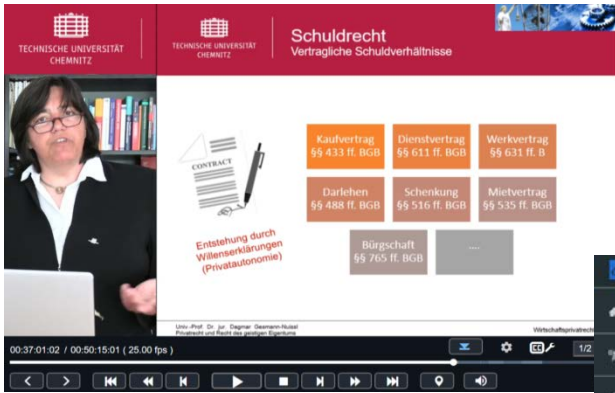 TECHNISCHE UNIVERSITÄT
CHEMNITZ
TECHNISCHE UNIVERSITÄT
CHEMNITZ
Schuldrecht
Vertragliche Schuldverhältnisse
CONTRACT
Entstehung durch
Willenserklärungen
(Privatautonomie)
Kaufvertrag
§§ 433 ff. BGB
Dienstvertrag
§§ 611 ff. BGB
Werkvertrag
§§ 631 ff. B
Darlehen
§§ 488 ff. BGB
Schenkung
§§ 516 ff. BGB
Mietvertrag
§§ 535 ff. BGB
Bürgschaft
§§ 765 ff. BGB
....
Univ.-Prof. Dr. jur. Dagmar Gesmann-Nuissl
Privatrecht und Recht des geistigen Eigentums
Wirtschaftsprivatrecht
00:37:01:02 / 00:50:15:01 ( 25.00 fps )
CC
1/2